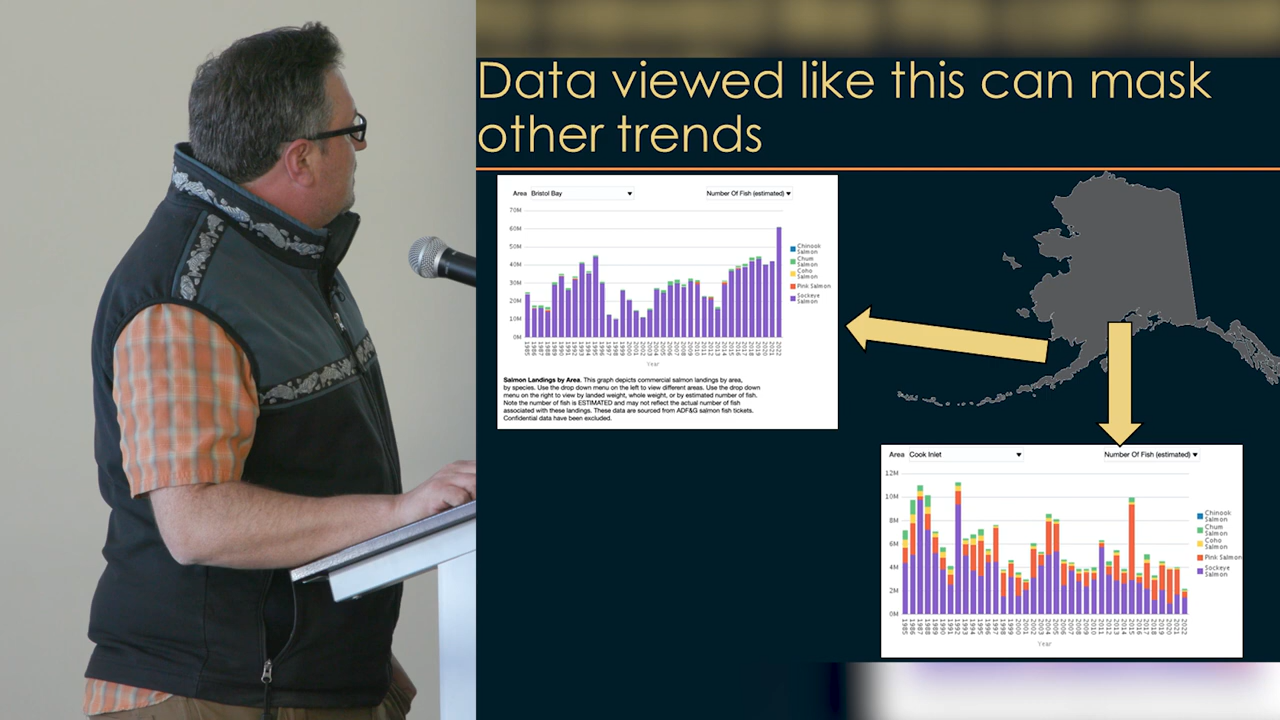 Data viewed like this can mask
other trends
Area Bristol Bay
Number Of Fish (estimated)
70M
60M
50M
40M
30M
20M
10M
0M
Chinook
Salmon
Chum
Salmon
Coho
Salmon
Pink Salmon
Sockeye
Salmon
Year
Salmon Landings by Area. This graph depicts commercial salmon landings by area,
by species. Use the drop down menu on the left to view different areas. Use the drop down
menu on the right to view by landed weight, whole weight, or by estimated number of fish.
Note the number of fish is ESTIMATED and may not reflect the actual number of fish
associated with these landings. These data are sourced from ADF&G salmon fish tickets.
Confidential data have been excluded.
Area Cook Inlet
Number Of Fish (estimated)
12M
10M
8M
6M
4M
2M
0M
Chinook
Salmon
Chum
Salmon
Coho
Salmon
Pink Salmon
Sockeye
Salmon
Year